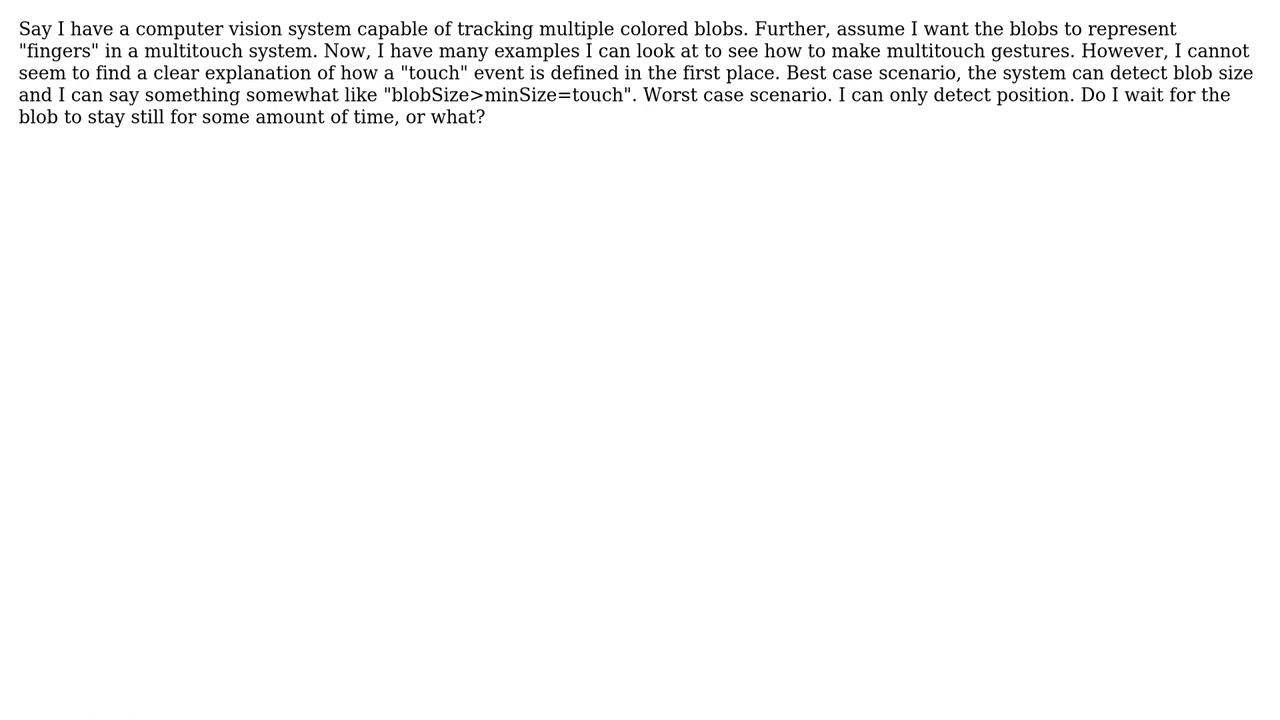 Say I have a computer vision system capable of tracking multiple colored blobs. Further, assume I want the blobs to represent
"fingers" in a multitouch system. Now, I have many examples I can look at to see how to make multitouch gestures. However, I cannot
seem to find a clear explanation of how a "touch" event is defined in the first place. Best case scenario, the system can detect blob size
and I can say something somewhat like "blobSize>minSize=touch". Worst case scenario. I can only detect position. Do I wait for the
blob to stay still for some amount of time, or what?